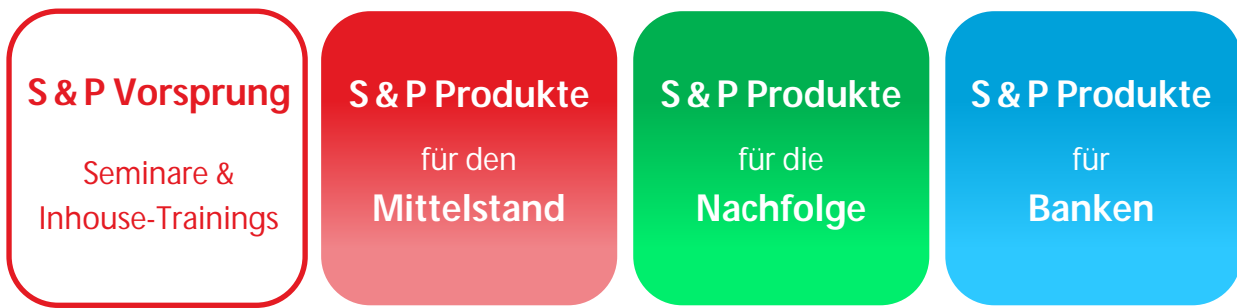 S & P Vorsprung
Seminare &
Inhouse-Trainings
S & P Produkte
für den
Mittelstand
S & P Produkte
für die
Nachfolge
S & P Produkte
für
Banken